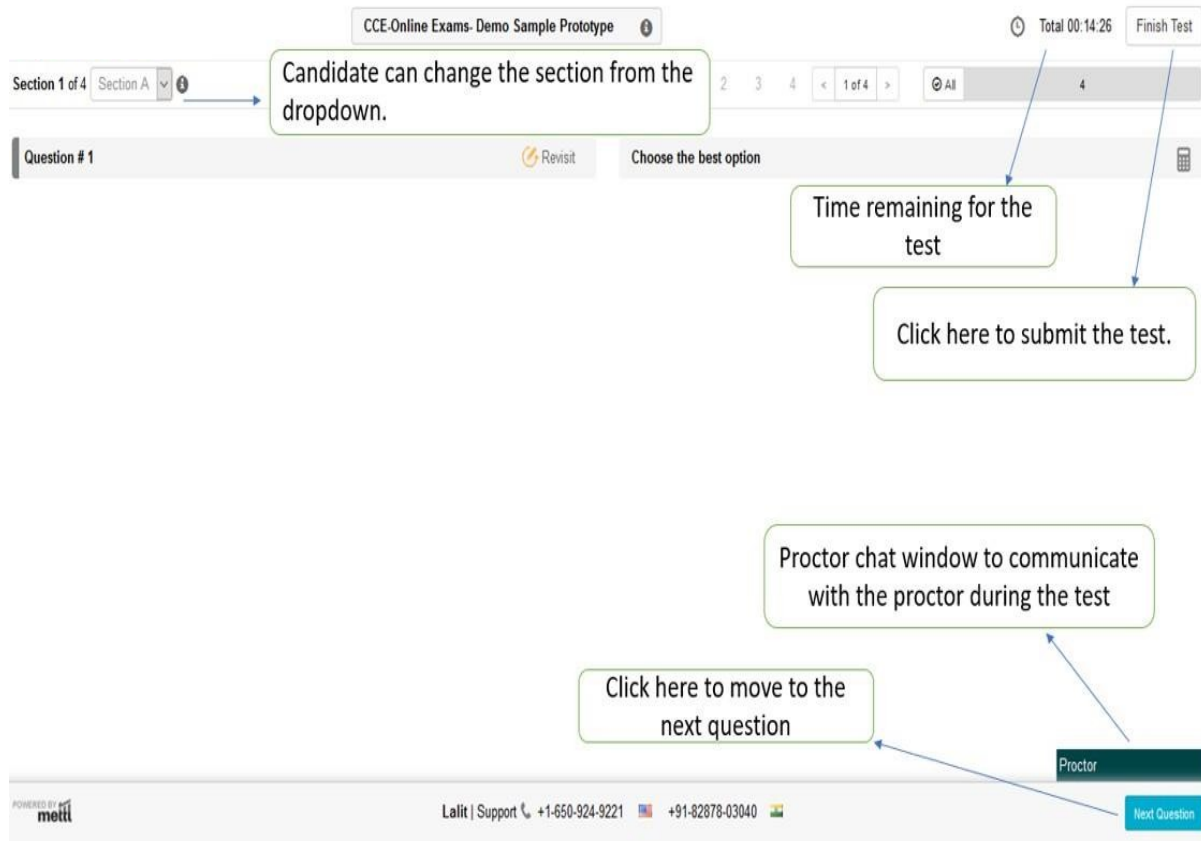 CCE-Online Exams- Demo Sample Prototype
Total 00:14:26
Finish Test
Section 1 of 4 Section A
Candidate can change the section from the
dropdown.
2 3 4 < 1 of 4 > All 4
Question # 1
Revisit
Choose the best option
Time remaining for the
test
Click here to submit the test.
Proctor chat window to communicate
with the proctor during the test
Click here to move to the
next question
Proctor
POWERED BY
mettl
Lalit | Support +1-650-924-9221 +91-82878-03040
Next Question